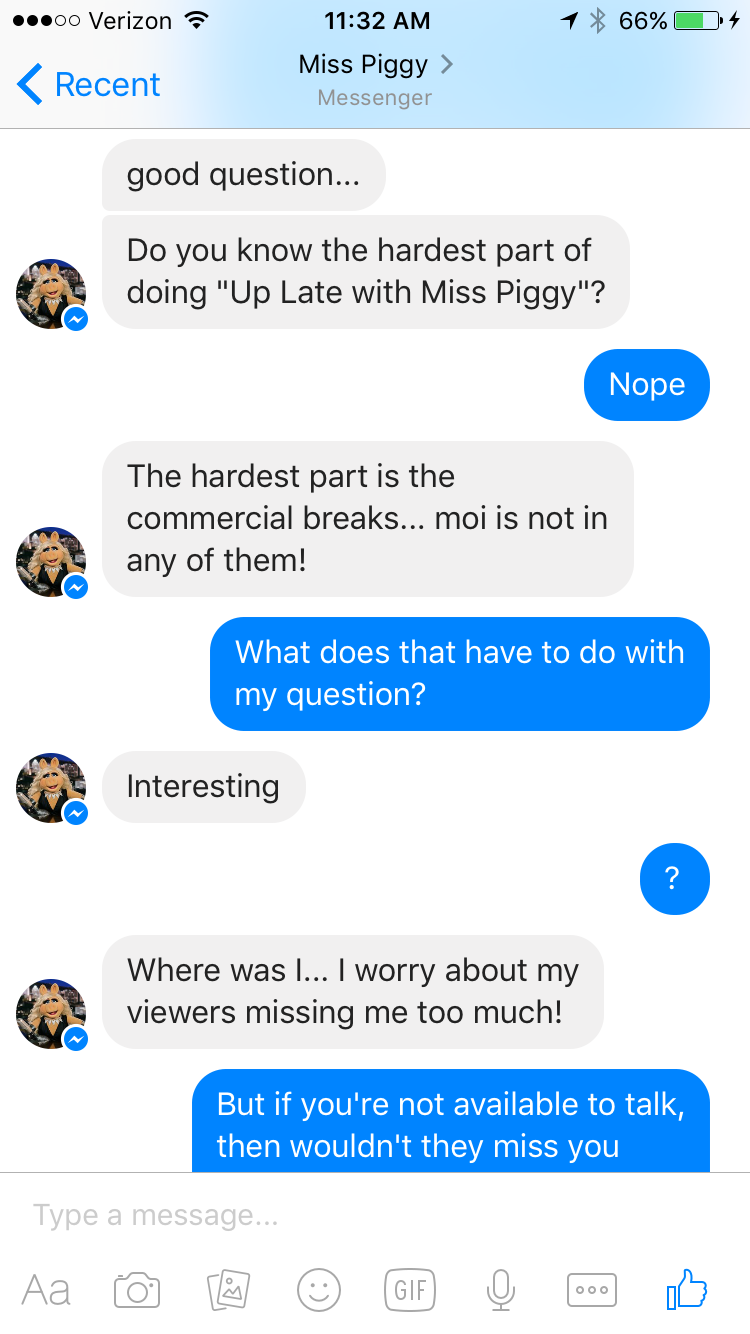 Verizon 11:32 AM 66%
Recent
Miss Piggy
Messenger
good question...
Do you know the hardest part of
doing "Up Late with Miss Piggy"?
Nope
The hardest part is the
commercial breaks... moi is not in
any of them!
What does that have to do with
my question?
Interesting
?
Where was I... I worry about my
viewers missing me too much!
But if you're not available to talk,
then wouldn't they miss you
Type a message...
Aa
GIF